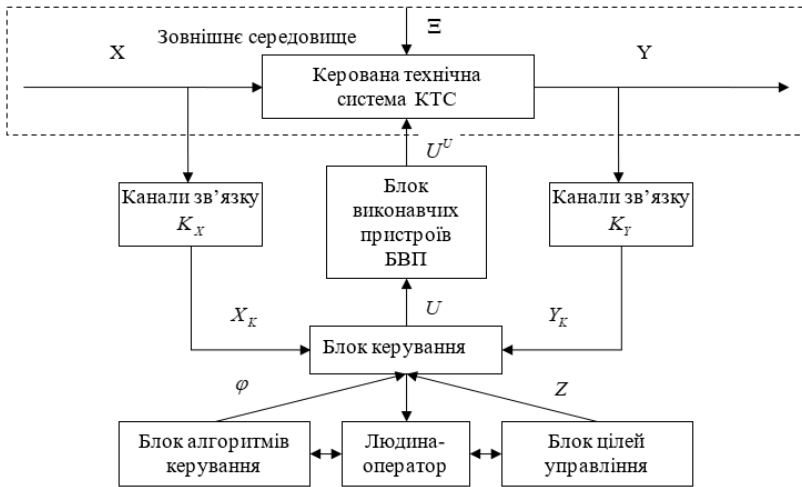 Зовнішнє середовище
Ξ
X
Y
Керована технічна
система КТС
U^U
Канали зв’язку
K_X
Блок
виконавчих
пристроїв
БВП
Канали зв’язку
K_Y
X_K
U
Y_K
Блок керування
φ
Z
Блок алгоритмів
керування
Людина-
оператор
Блок цілей
управління